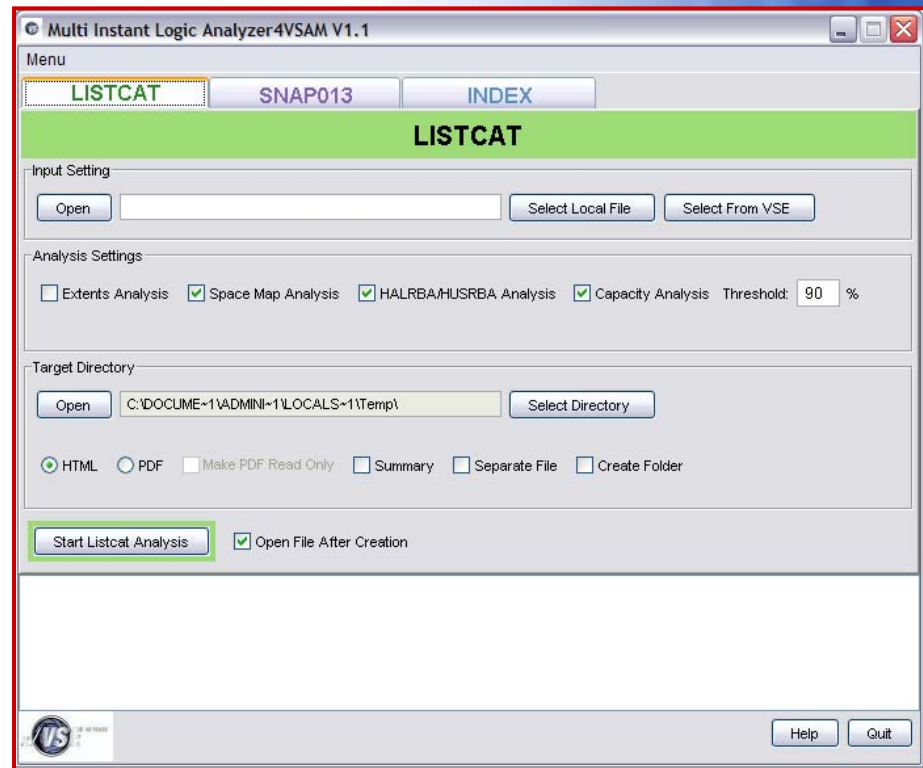 Multi Instant Logic Analyzer4VSAM V1.1
Menu
LISTCAT SNAP013 INDEX
LISTCAT
Input Setting
Open Select Local File Select From VSE
Analysis Settings
Extents Analysis Space Map Analysis HALRBA/HUSRBA Analysis Capacity Analysis Threshold: 90 %
Target Directory
Open C:\DOCUME~1\ADMINI~1\LOCALS~1\Temp\ Select Directory
HTML PDF Make PDF Read Only Summary Separate File Create Folder
Start Listcat Analysis Open File After Creation
VS
Help Quit